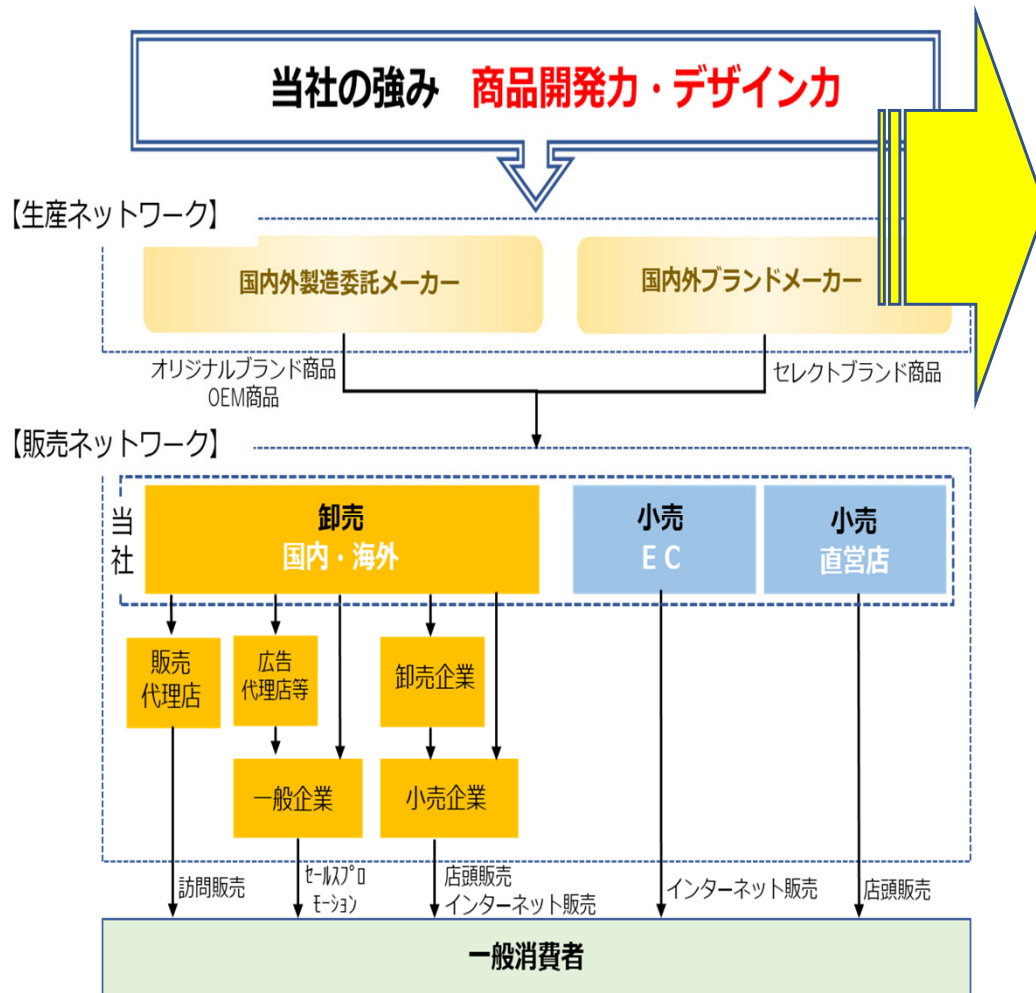 当社の強み 商品開発力・デザイン力
【生産ネットワーク】
国内外製造委託メーカー
国内外ブランドメーカー
オリジナルブランド商品
OEM商品
セレクトブランド商品
【販売ネットワーク】
当社
卸売
国内・海外
小売
EC
小売
直営店
販売
代理店
広告
代理店等
卸売企業
一般企業
小売企業
訪問販売
ｾｰﾙｽﾌﾟﾛ
ﾓｰｼｮﾝ
店頭販売
インターネット販売
インターネット販売
店頭販売
一般消費者